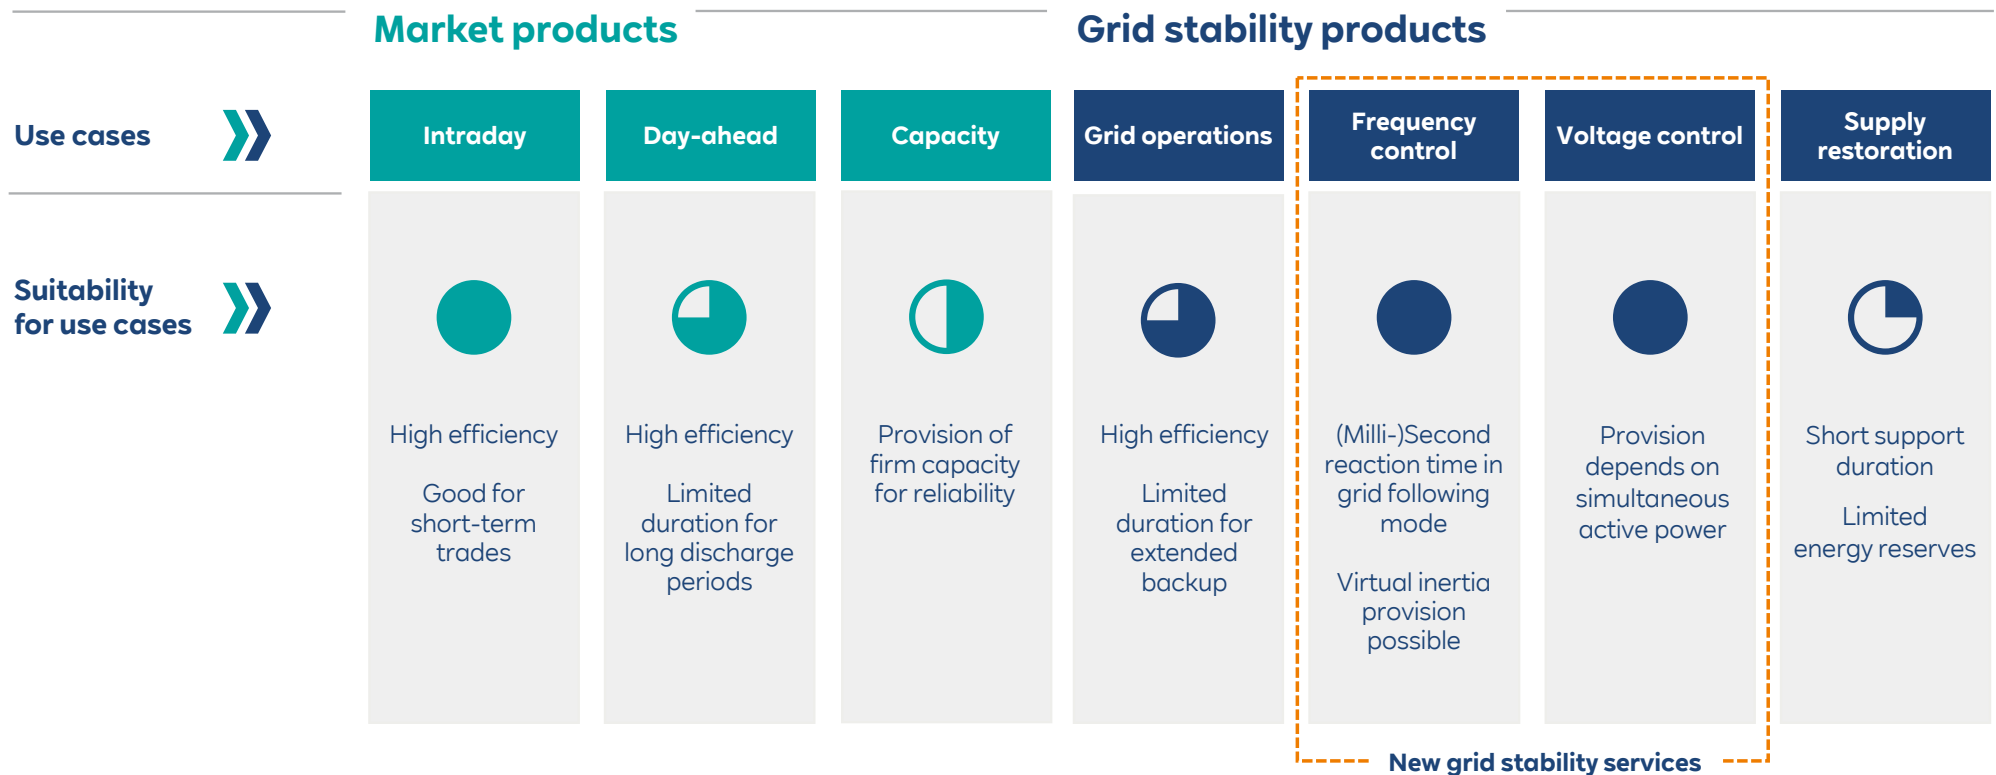 Market products
Grid stability products
Use cases
Intraday
Day-ahead
Capacity
Grid operations
Frequency
control
Voltage control
Supply
restoration
Suitability
for use cases
High efficiency
Good for
short-term
trades
High efficiency
Limited
duration for
long discharge
periods
Provision of
firm capacity
for reliability
High efficiency
Limited
duration for
extended
backup
(Milli-)Second
reaction time in
grid following
mode
Virtual inertia
provision
possible
Provision
depends on
simultaneous
active power
Short support
duration
Limited
energy reserves
New grid stability services